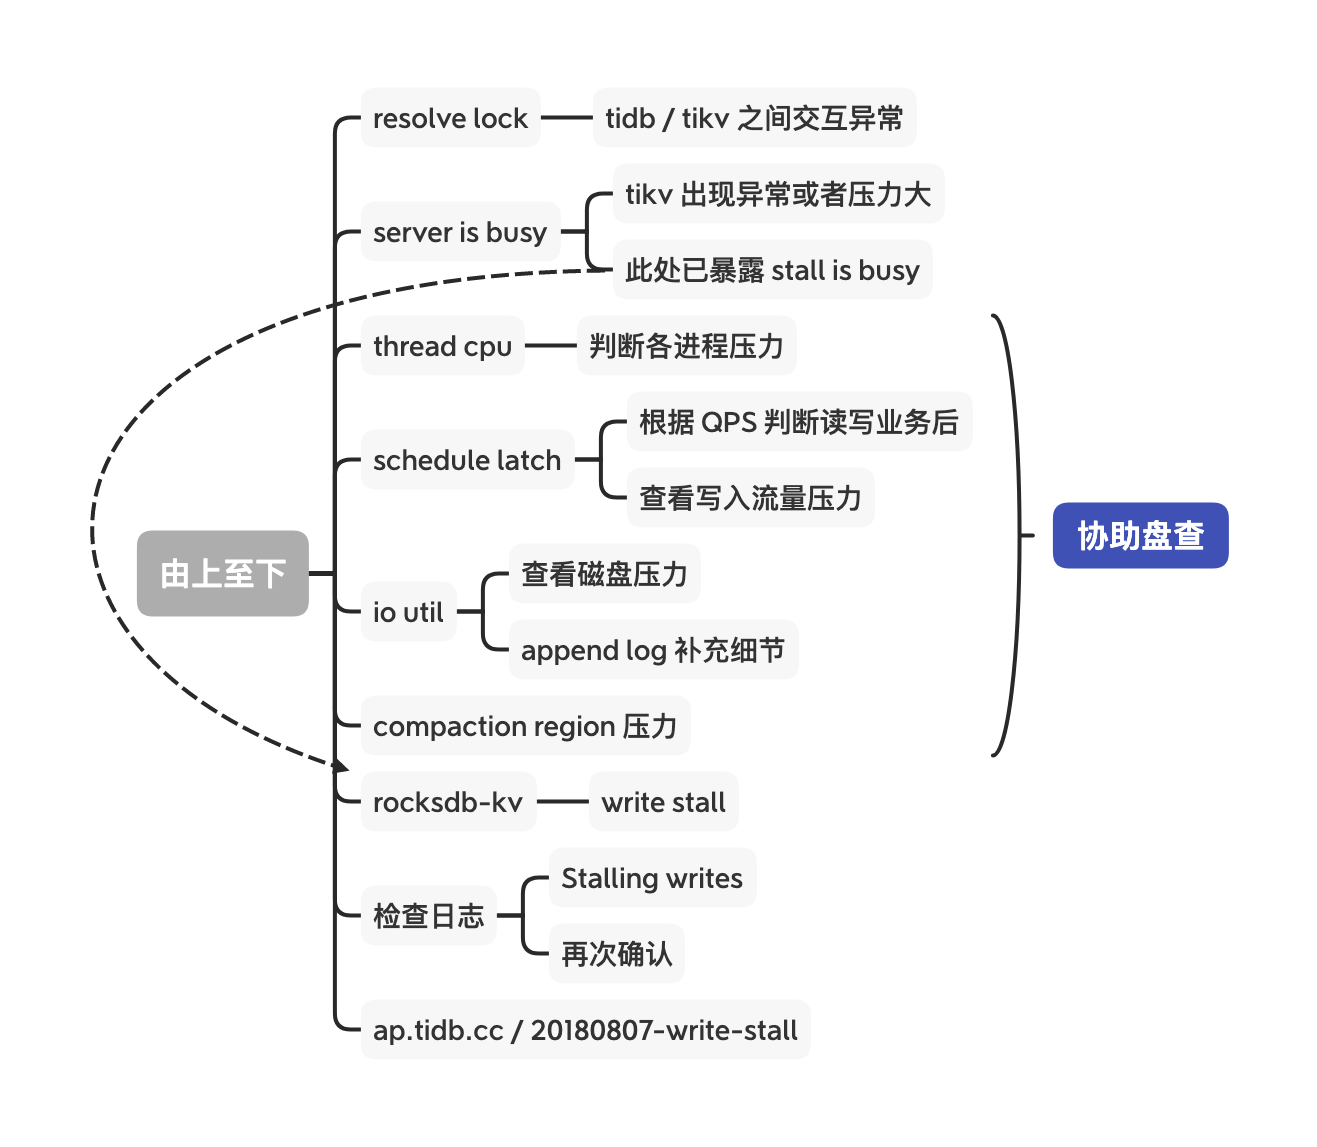 resolve lock
tidb / tikv 之间交互异常
server is busy
tikv 出现异常或者压力大
此处已暴露 stall is busy
thread cpu
判断各进程压力
schedule latch
根据 QPS 判断读写业务后
查看写入流量压力
协助盘查
由上至下
io util
查看磁盘压力
append log 补充细节
compaction region 压力
rocksdb-kv
write stall
检查日志
Stalling writes
再次确认
ap.tidb.cc / 20180807-write-stall